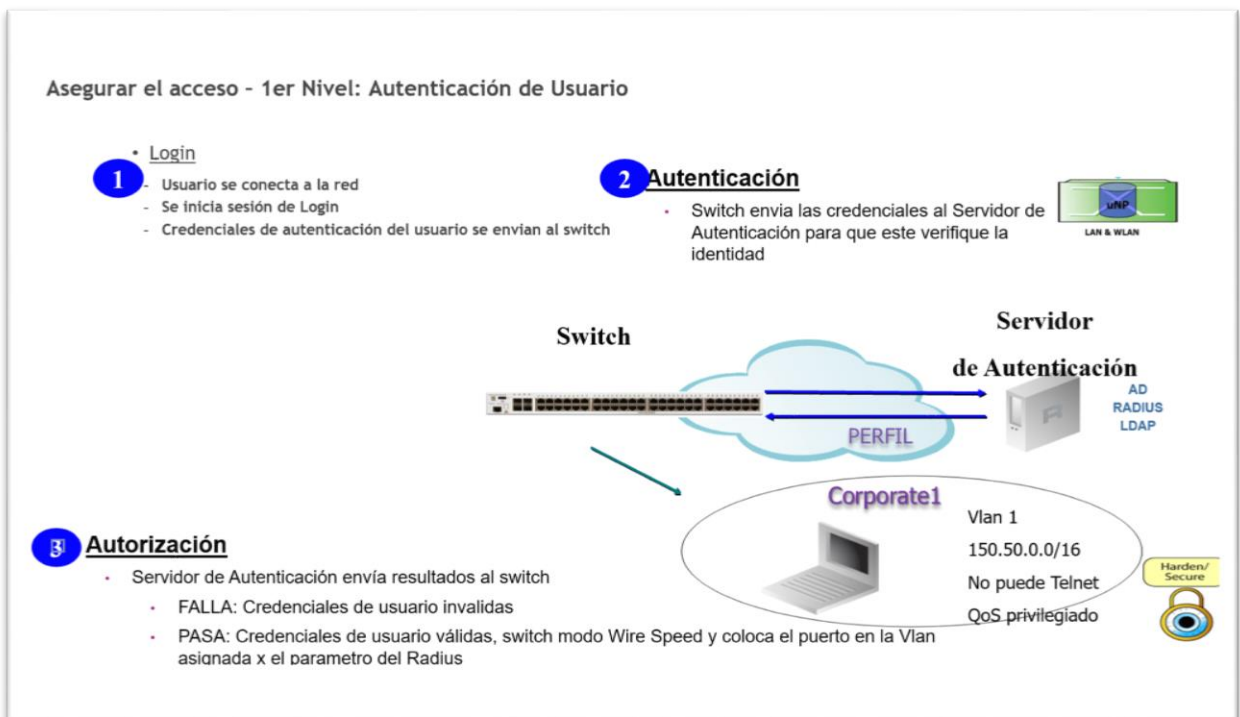 Asegurar el acceso – 1er Nivel: Autenticación de Usuario
1
• Login
- Usuario se conecta a la red
- Se inicia sesión de Login
- Credenciales de autenticación del usuario se envian al switch
2
Autenticación
• Switch envia las credenciales al Servidor de
Autenticación para que este verifique la
identidad
uNP
LAN & WLAN
Switch
Servidor
de Autenticación
AD
RADIUS
LDAP
PERFIL
Corporate1
Vlan 1
150.50.0.0/16
No puede Telnet
QoS privilegiado
Harden/
Secure
3
Autorización
• Servidor de Autenticación envía resultados al switch
• FALLA: Credenciales de usuario invalidas
• PASA: Credenciales de usuario válidas, switch modo Wire Speed y coloca el puerto en la Vlan
asignada x el parametro del Radius